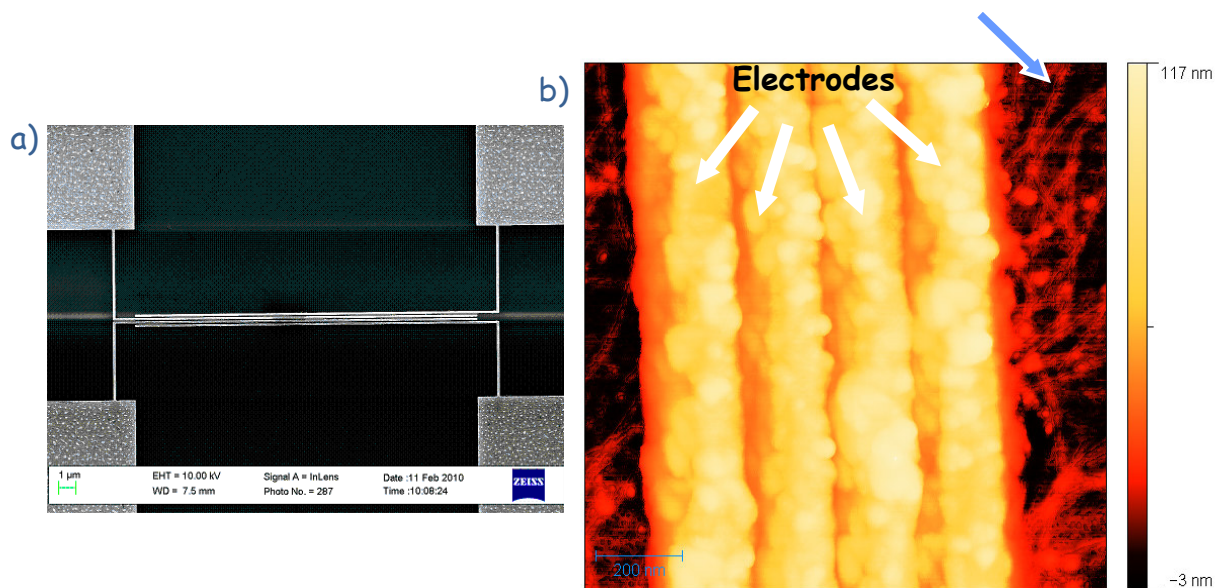 a)
1 µm
EHT = 10.00 kV
WD = 7.5 mm
Signal A = InLens
Photo No. = 287
Date :11 Feb 2010
Time :10:08:24
ZEISS
b)
Electrodes
200 nm
117 nm
−3 nm